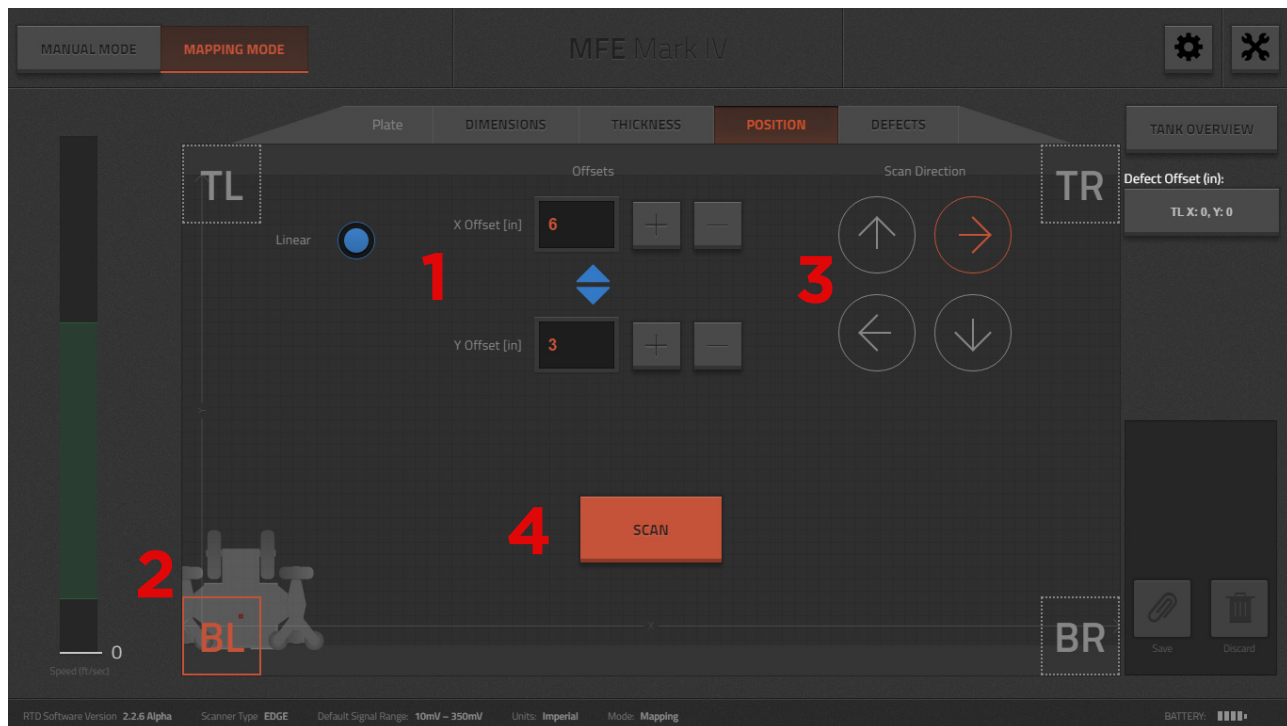 MANUAL MODE
MAPPING MODE
MFE Mark IV
Plate
DIMENSIONS
THICKNESS
POSITION
DEFECTS
TANK OVERVIEW
TL
Offsets
Scan Direction
TR
Defect Offset (in):
TL X: 0, Y: 0
X Offset [in]
6
+
-
Linear
1
3
Y Offset [in]
3
+
-
Y
4
SCAN
2
BL
X
BR
0
Speed (ft/sec)
Save
Discard
RTD Software Version 2.2.6 Alpha
Scanner Type EDGE
Default Signal Range: 10mV – 350mV
Units: Imperial
Mode: Mapping
BATTERY: